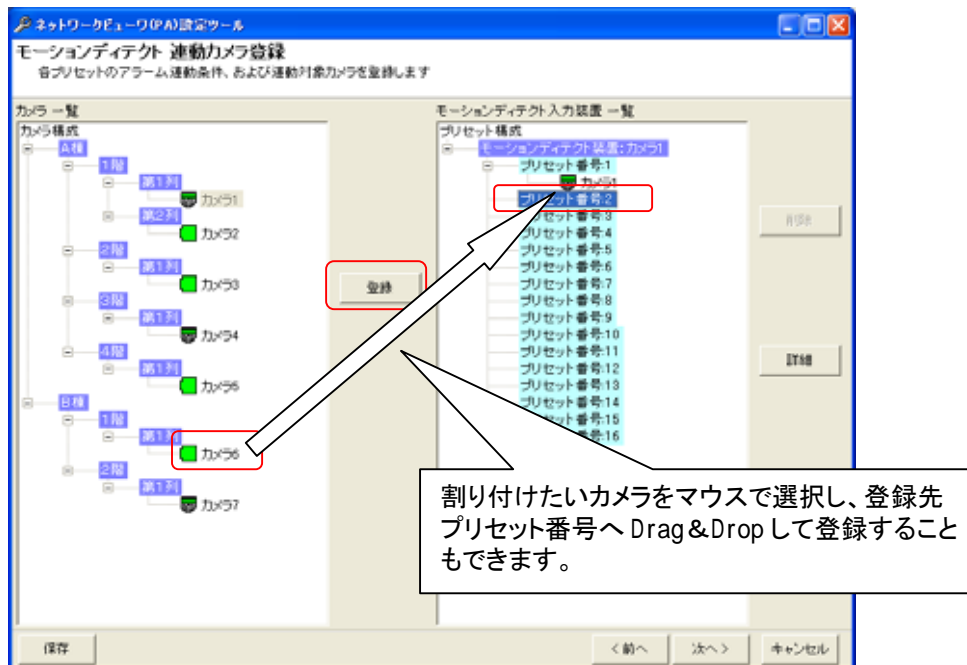 ネットワークビューワ(PA)設定ツール
モーションディテクト 連動カメラ登録
各プリセットのアラーム連動条件、および連動対象カメラを登録します
カメラ 一覧
カメラ構成
A棟
1階
第1列
カメラ1
第2列
カメラ2
2階
第1列
カメラ3
3階
第1列
カメラ4
4階
第1列
カメラ5
B棟
1階
第1列
カメラ6
2階
第1列
カメラ7
登録
モーションディテクト入力装置 一覧
プリセット構成
モーションディテクト装置:カメラ1
プリセット番号:1
カメラ1
プリセット番号:2
プリセット番号:3
プリセット番号:4
プリセット番号:5
プリセット番号:6
プリセット番号:7
プリセット番号:8
プリセット番号:9
プリセット番号:10
プリセット番号:11
プリセット番号:12
プリセット番号:13
プリセット番号:14
プリセット番号:15
プリセット番号:16
削除
詳細
割り付けたいカメラをマウスで選択し、登録先
プリセット番号へ Drag&Drop して登録すること
もできます。
保存
<前へ
次へ>
キャンセル